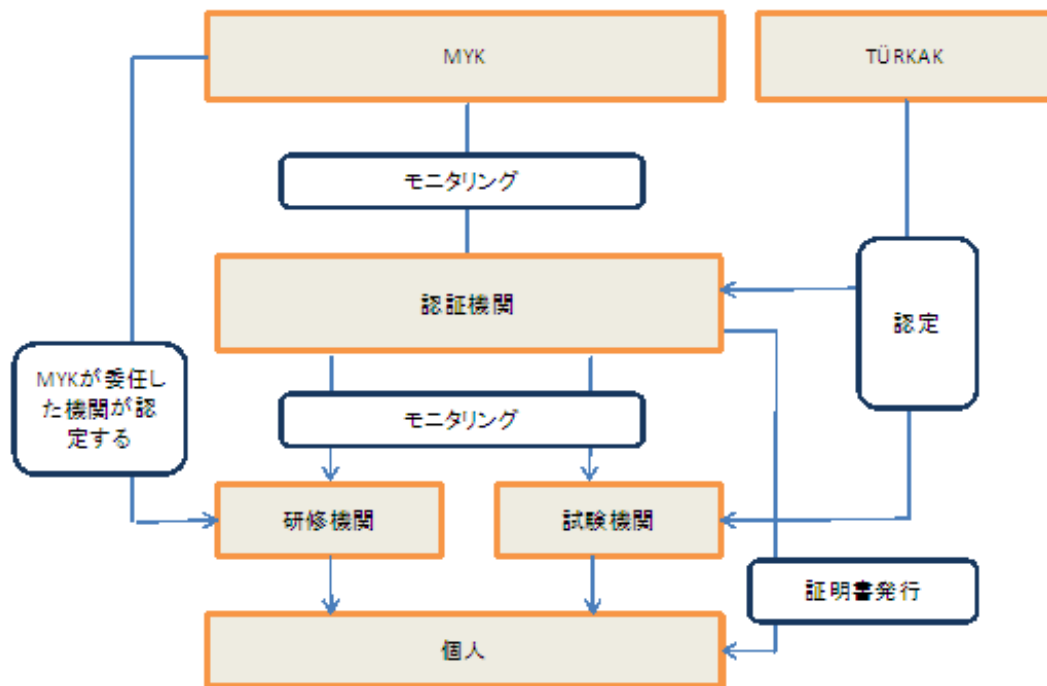 MYK
TÜRKAK
モニタリング
認証機関
認定
MYKが委任し
た機関が認
定する
モニタリング
研修機関
試験機関
証明書発行
個人